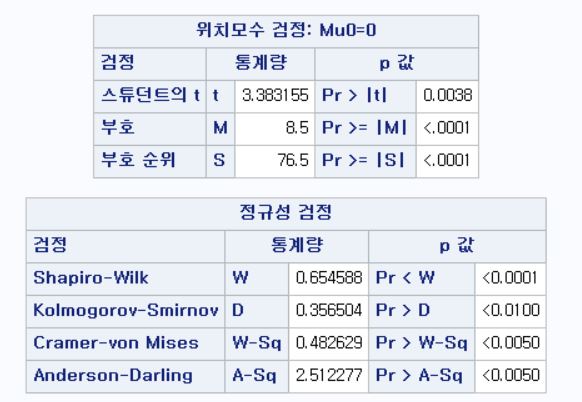 위치모수 검정: Mu0=0
검정 통계량 p 값
스튜던트의 t t 3.383155 Pr > |t| 0.0038
부호 M 8.5 Pr >= |M| <.0001
부호 순위 S 76.5 Pr >= |S| <.0001
정규성 검정
검정 통계량 p 값
Shapiro-Wilk W 0.654588 Pr < W <0.0001
Kolmogorov-Smirnov D 0.356504 Pr > D <0.0100
Cramer-von Mises W-Sq 0.482629 Pr > W-Sq <0.0050
Anderson-Darling A-Sq 2.512277 Pr > A-Sq <0.0050